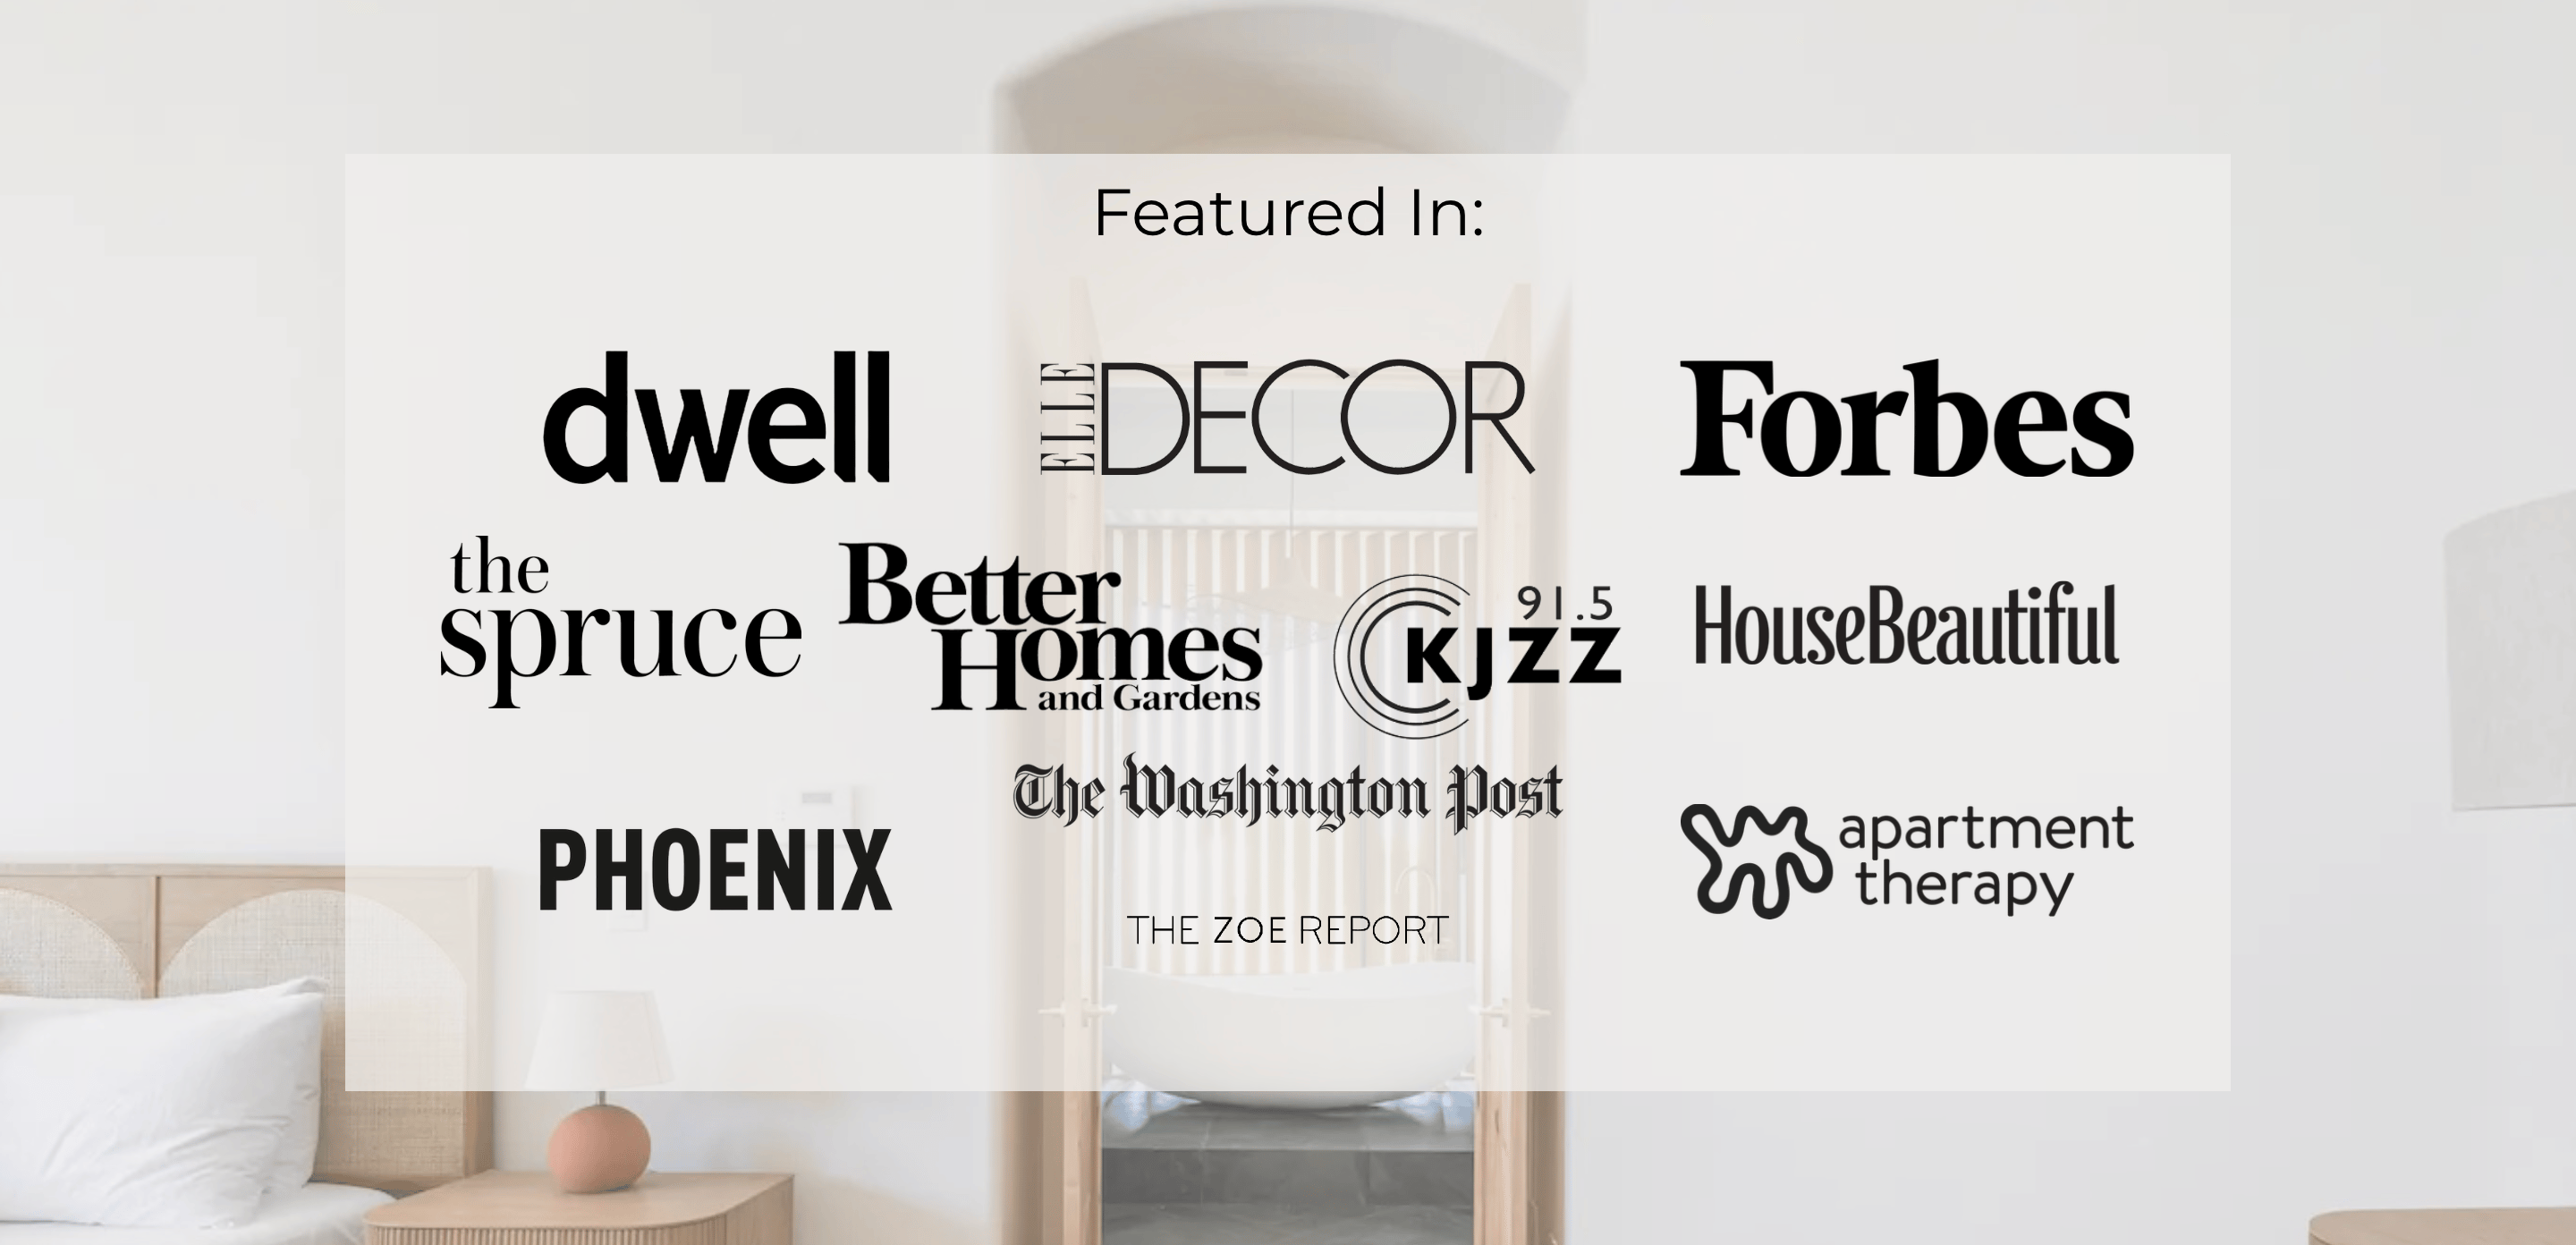 Featured In:
dwell
ELLE DECOR
Forbes
the
spruce
Better
Homes
and Gardens
91.5
KJZZ
HouseBeautiful
The Washington Post
PHOENIX
apartment
therapy
THE ZOE REPORT